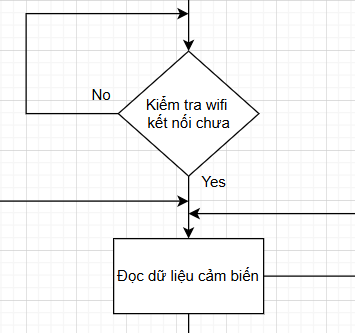 No
Kiểm tra wifi
kết nối chưa
Yes
Đọc dữ liệu cảm biến